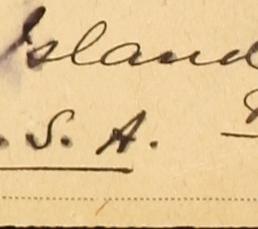 Island
. S. A.